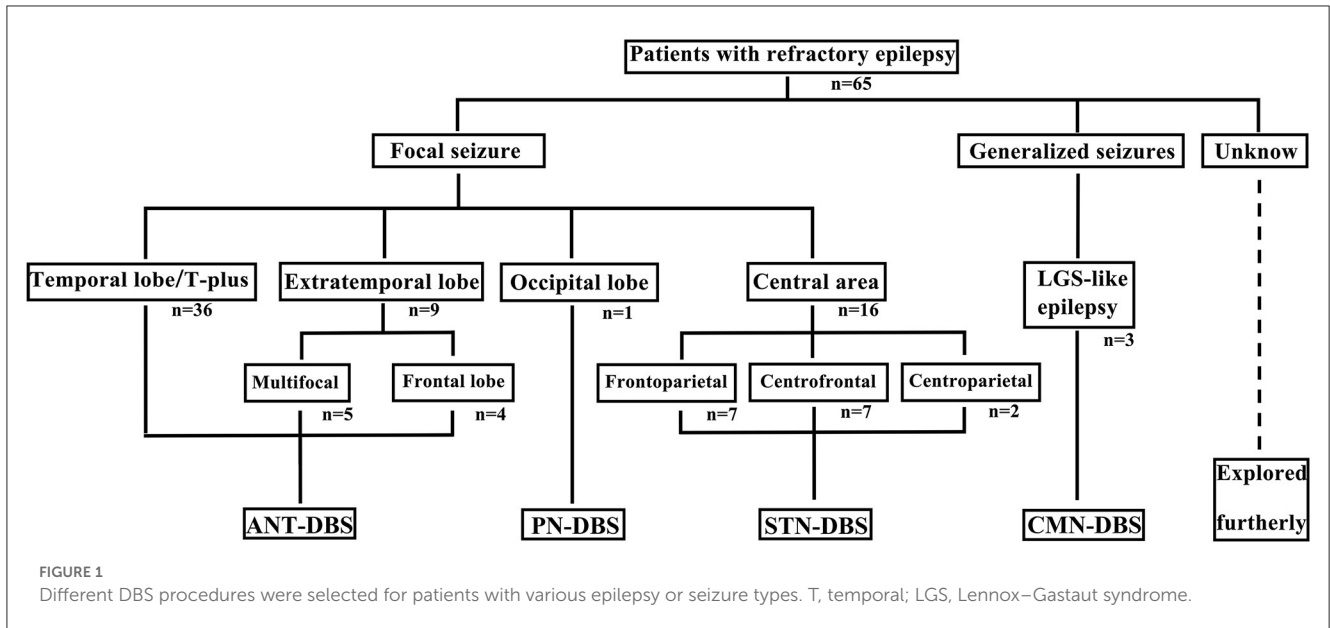 Patients with refractory epilepsy
n=65
Focal seizure
Generalized seizures
Unknow
Temporal lobe/T-plus
n=36
Extratemporal lobe
n=9
Occipital lobe
n=1
Central area
n=16
LGS-like
epilepsy
n=3
Multifocal
n=5
Frontal lobe
n=4
Frontoparietal
n=7
Centrofrontal
n=7
Centroparietal
n=2
ANT-DBS
PN-DBS
STN-DBS
CMN-DBS
Explored
furtherly
FIGURE 1
Different DBS procedures were selected for patients with various epilepsy or seizure types. T, temporal; LGS, Lennox–Gastaut syndrome.